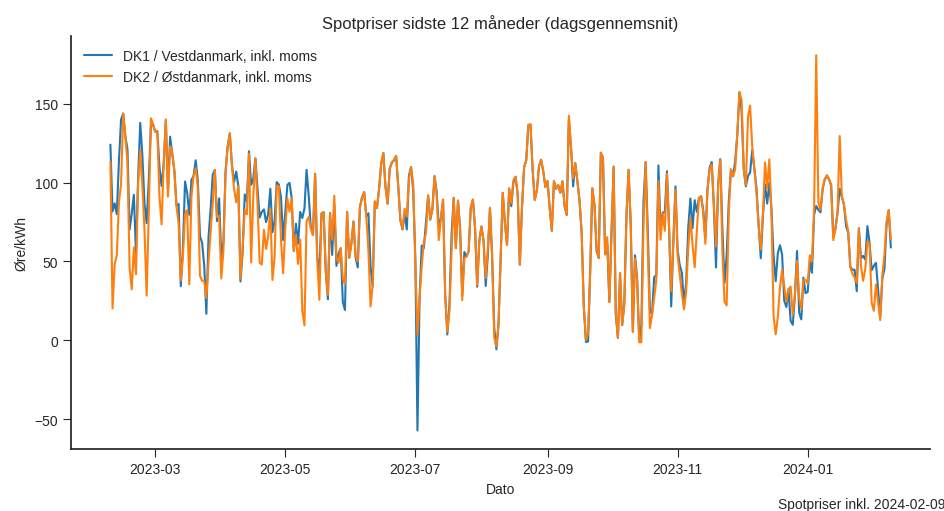 Spotpriser sidste 12 måneder (dagsgennemsnit)
DK1 / Vestdanmark, inkl. moms
DK2 / Østdanmark, inkl. moms
Øre/kWh
150
100
50
0
−50
2023-03 2023-05 2023-07 2023-09 2023-11 2024-01
Dato
Spotpriser inkl. 2024-02-09